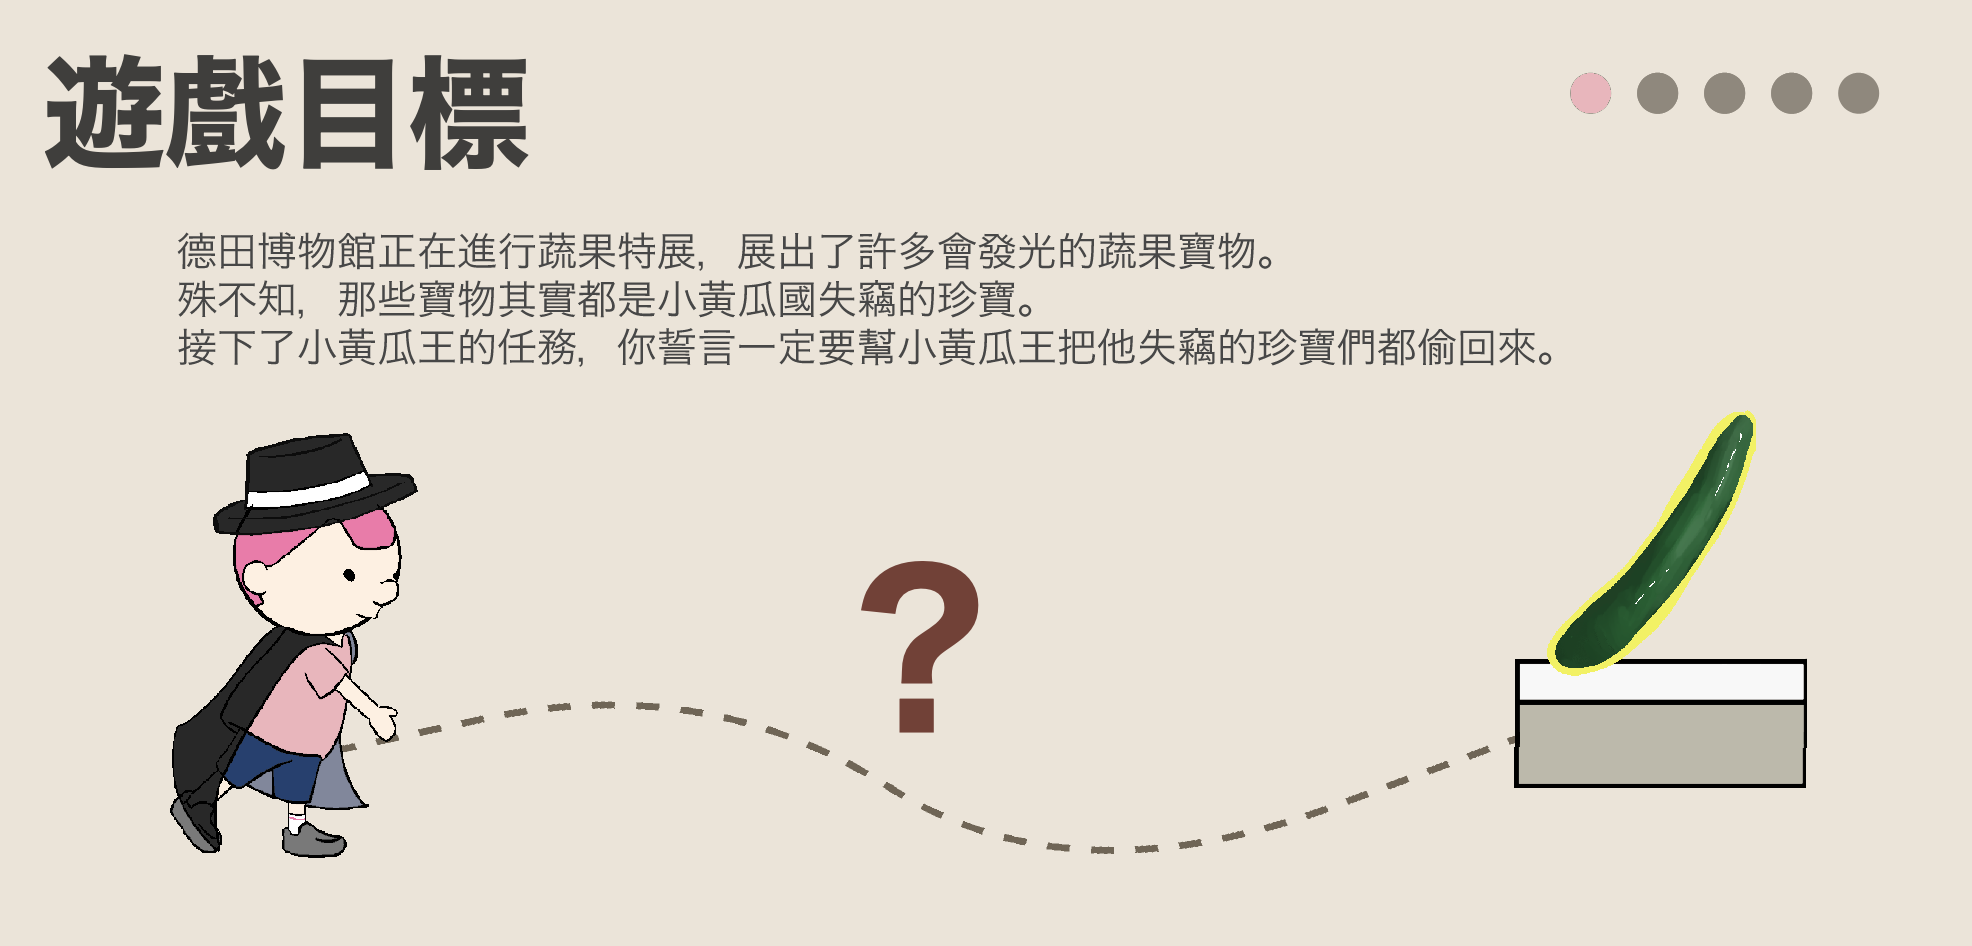 遊戲目標
德田博物館正在進行蔬果特展，展出了許多會發光的蔬果寶物。
殊不知，那些寶物其實都是小黃瓜國失竊的珍寶。
接下了小黃瓜王的任務，你誓言一定要幫小黃瓜王把他失竊的珍寶們都偷回來。
?